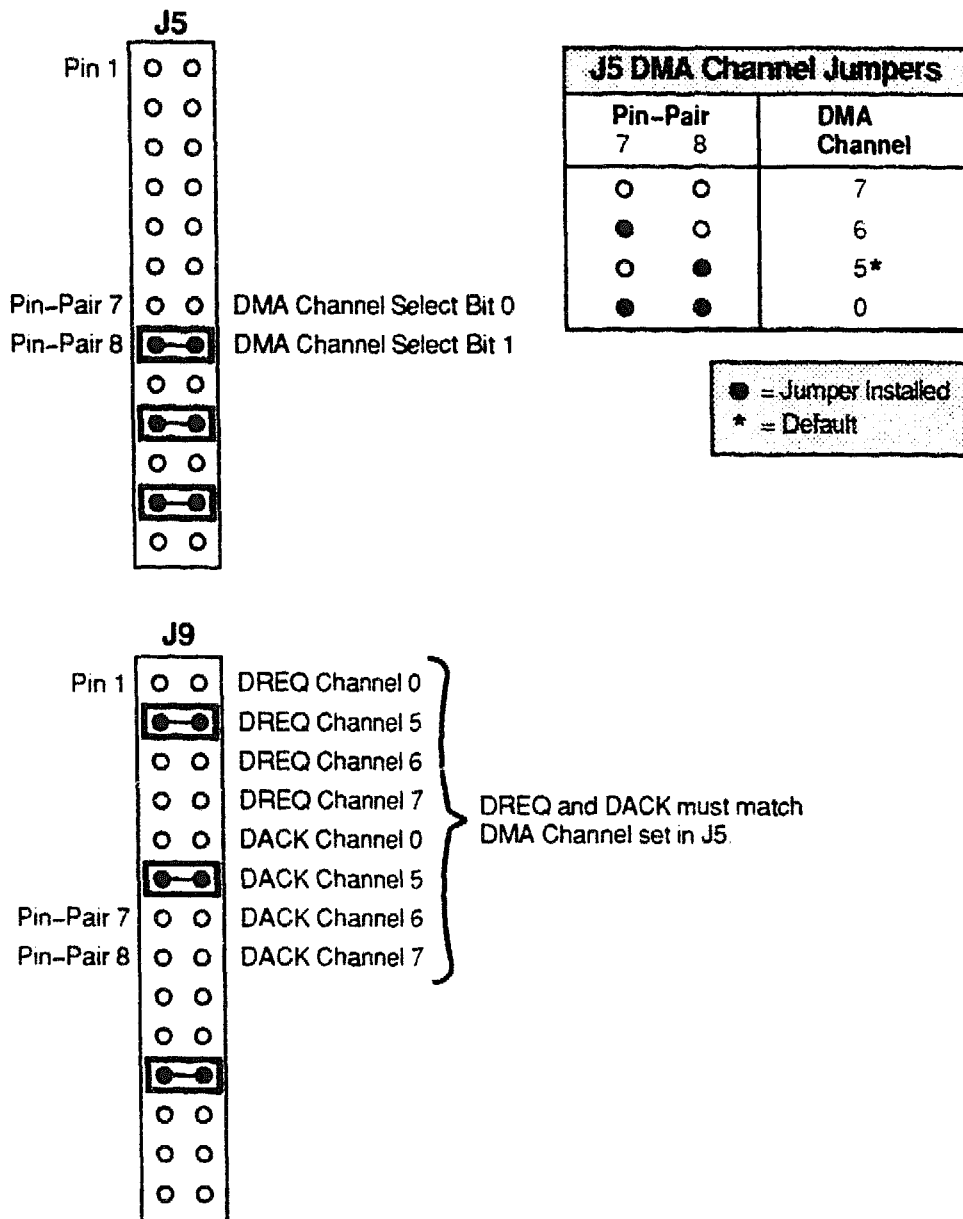 J5
Pin 1
Pin-Pair 7 DMA Channel Select Bit 0
Pin-Pair 8 DMA Channel Select Bit 1
J5 DMA Channel Jumpers
Pin-Pair DMA
7 8 Channel
7
6
5*
0
= Jumper Installed
* = Default
J9
Pin 1 DREQ Channel 0
DREQ Channel 5
DREQ Channel 6
DREQ Channel 7
DACK Channel 0
DACK Channel 5
Pin-Pair 7 DACK Channel 6
Pin-Pair 8 DACK Channel 7
DREQ and DACK must match
DMA Channel set in J5.